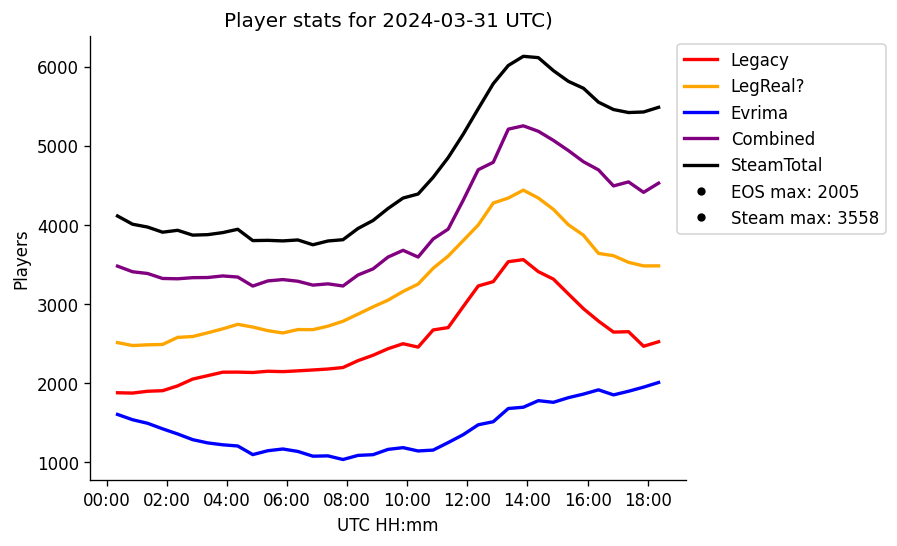 Player stats for 2024-03-31 UTC)
Legacy
LegReal?
Evrima
Combined
SteamTotal
EOS max: 2005
Steam max: 3558
Players
6000
5000
4000
3000
2000
1000
00:00 02:00 04:00 06:00 08:00 10:00 12:00 14:00 16:00 18:00
UTC HH:mm